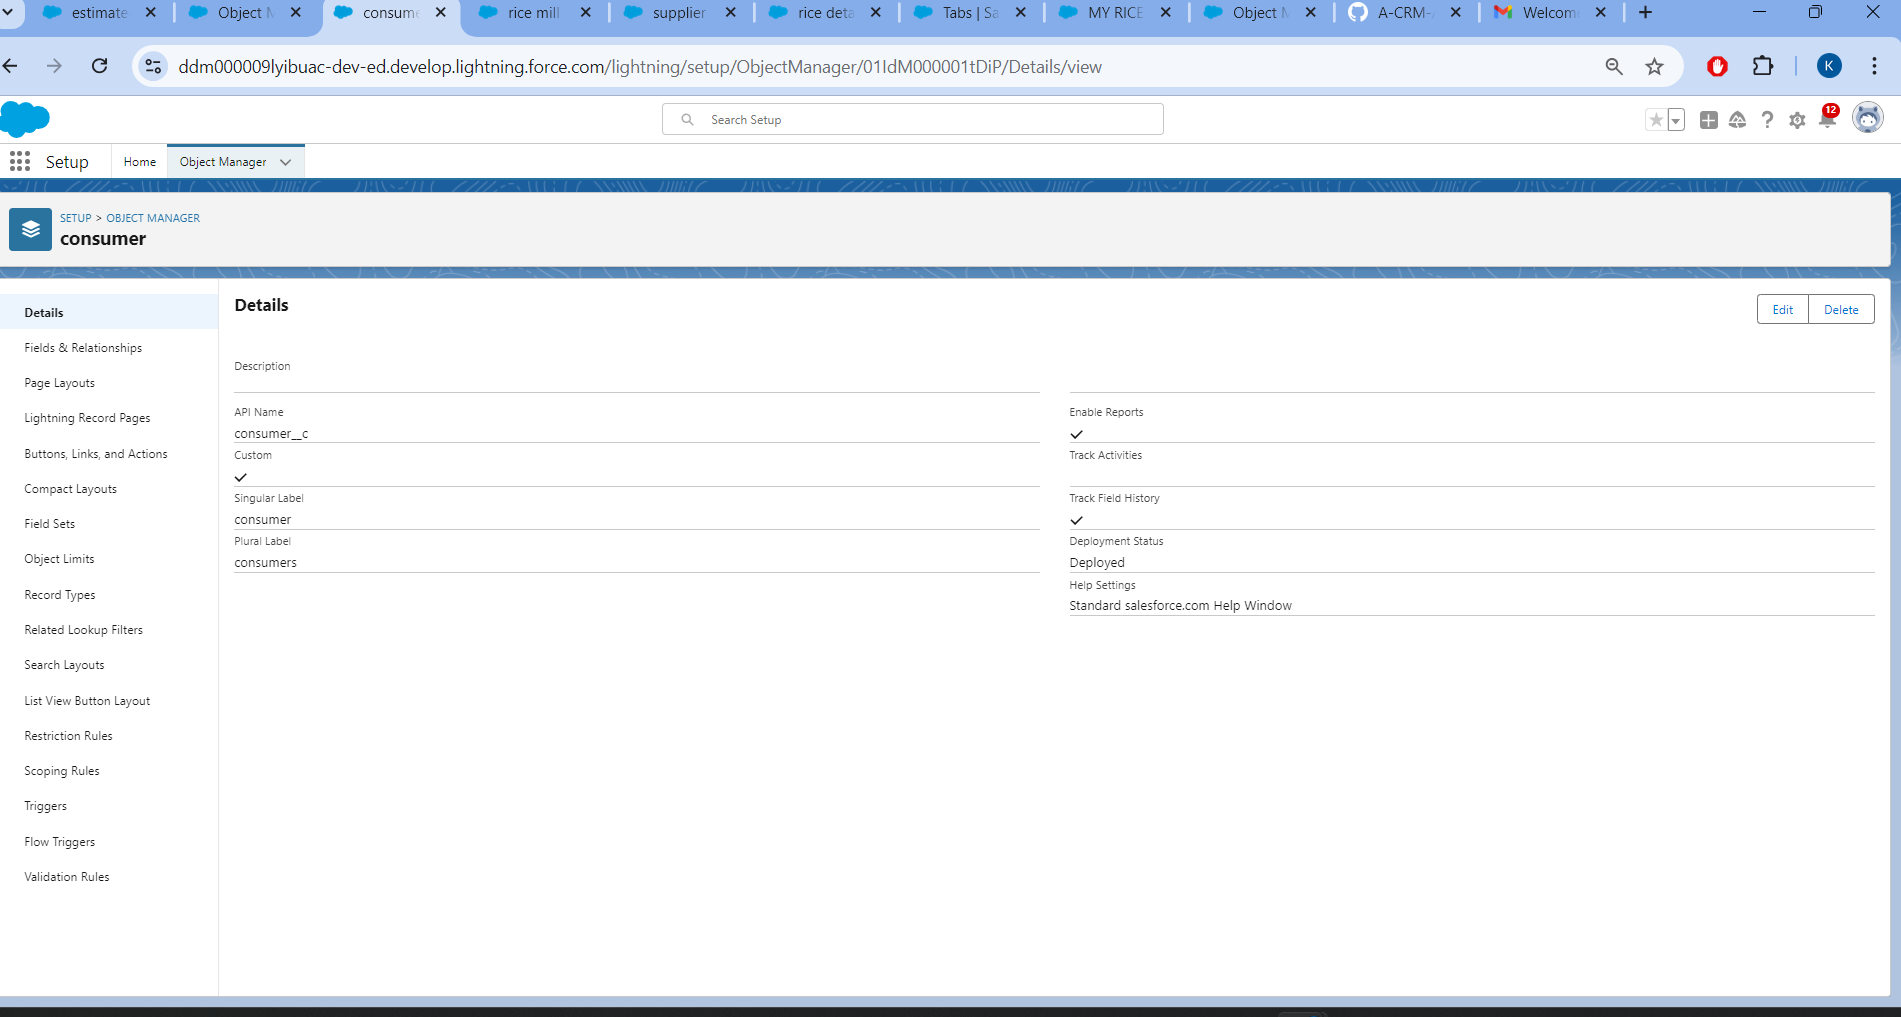 estimate
Object M
consume
rice mill
supplier
rice deta
Tabs | Sa
MY RICE
Object M
A-CRM-
Welcom
ddm000009lyibuac-dev-ed.develop.lightning.force.com/lightning/setup/ObjectManager/01IdM000001tDiP/Details/view
K
Search Setup
12
Setup
Home
Object Manager
SETUP > OBJECT MANAGER
consumer
Details
Fields & Relationships
Page Layouts
Lightning Record Pages
Buttons, Links, and Actions
Compact Layouts
Field Sets
Object Limits
Record Types
Related Lookup Filters
Search Layouts
List View Button Layout
Restriction Rules
Scoping Rules
Triggers
Flow Triggers
Validation Rules
Details
Edit
Delete
Description
API Name
consumer__c
Custom
Singular Label
consumer
Plural Label
consumers
Enable Reports
Track Activities
Track Field History
Deployment Status
Deployed
Help Settings
Standard salesforce.com Help Window